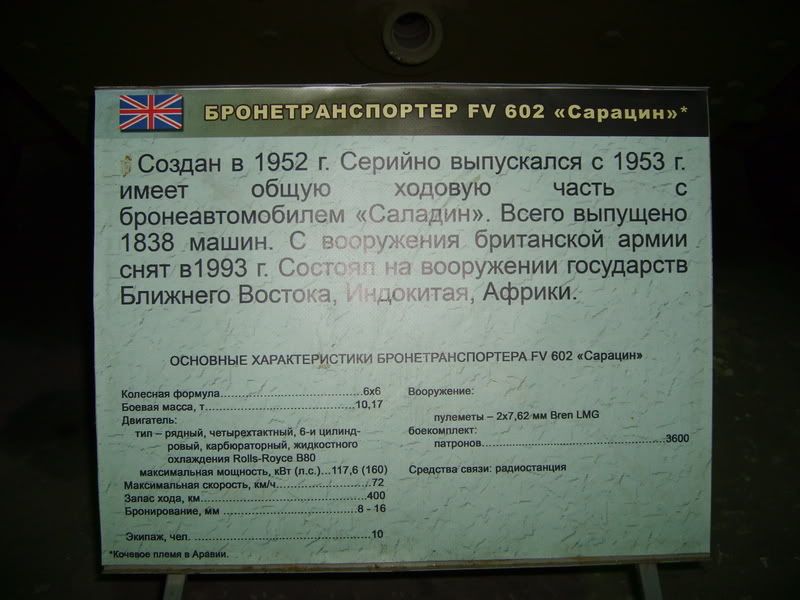 БРОНЕТРАНСПОРТЕР FV 602 «Сарацин»*
Создан в 1952 г. Серийно выпускался с 1953 г.
имеет общую ходовую часть с
бронеавтомобилем «Саладин». Всего выпущено
1838 машин. С вооружения британской армии
снят в1993 г. Состоял на вооружении государств
Ближнего Востока, Индокитая, Африки.
ОСНОВНЫЕ ХАРАКТЕРИСТИКИ БРОНЕТРАНСПОРТЕРА FV 602 «Сарацин»
Колесная формула................................6х6
Боевая масса, т...................................10,17
Двигатель:
тип – рядный, четырехтактный, 6-и цилинд-
ровый, карбюраторный, жидкостного
охлаждения Rolls-Royce B80
максимальная мощность, кВт (л.с.)...117,6 (160)
Максимальная скорость, км/ч.......................72
Запас хода, км.......................................400
Бронирование, мм................................8 - 16
Экипаж, чел. .........................................10
*Кочевое племя в Аравии.
Вооружение:
пулеметы – 2х7,62 мм Bren LMG
боекомплект:
патронов............................................3600
Средства связи: радиостанция